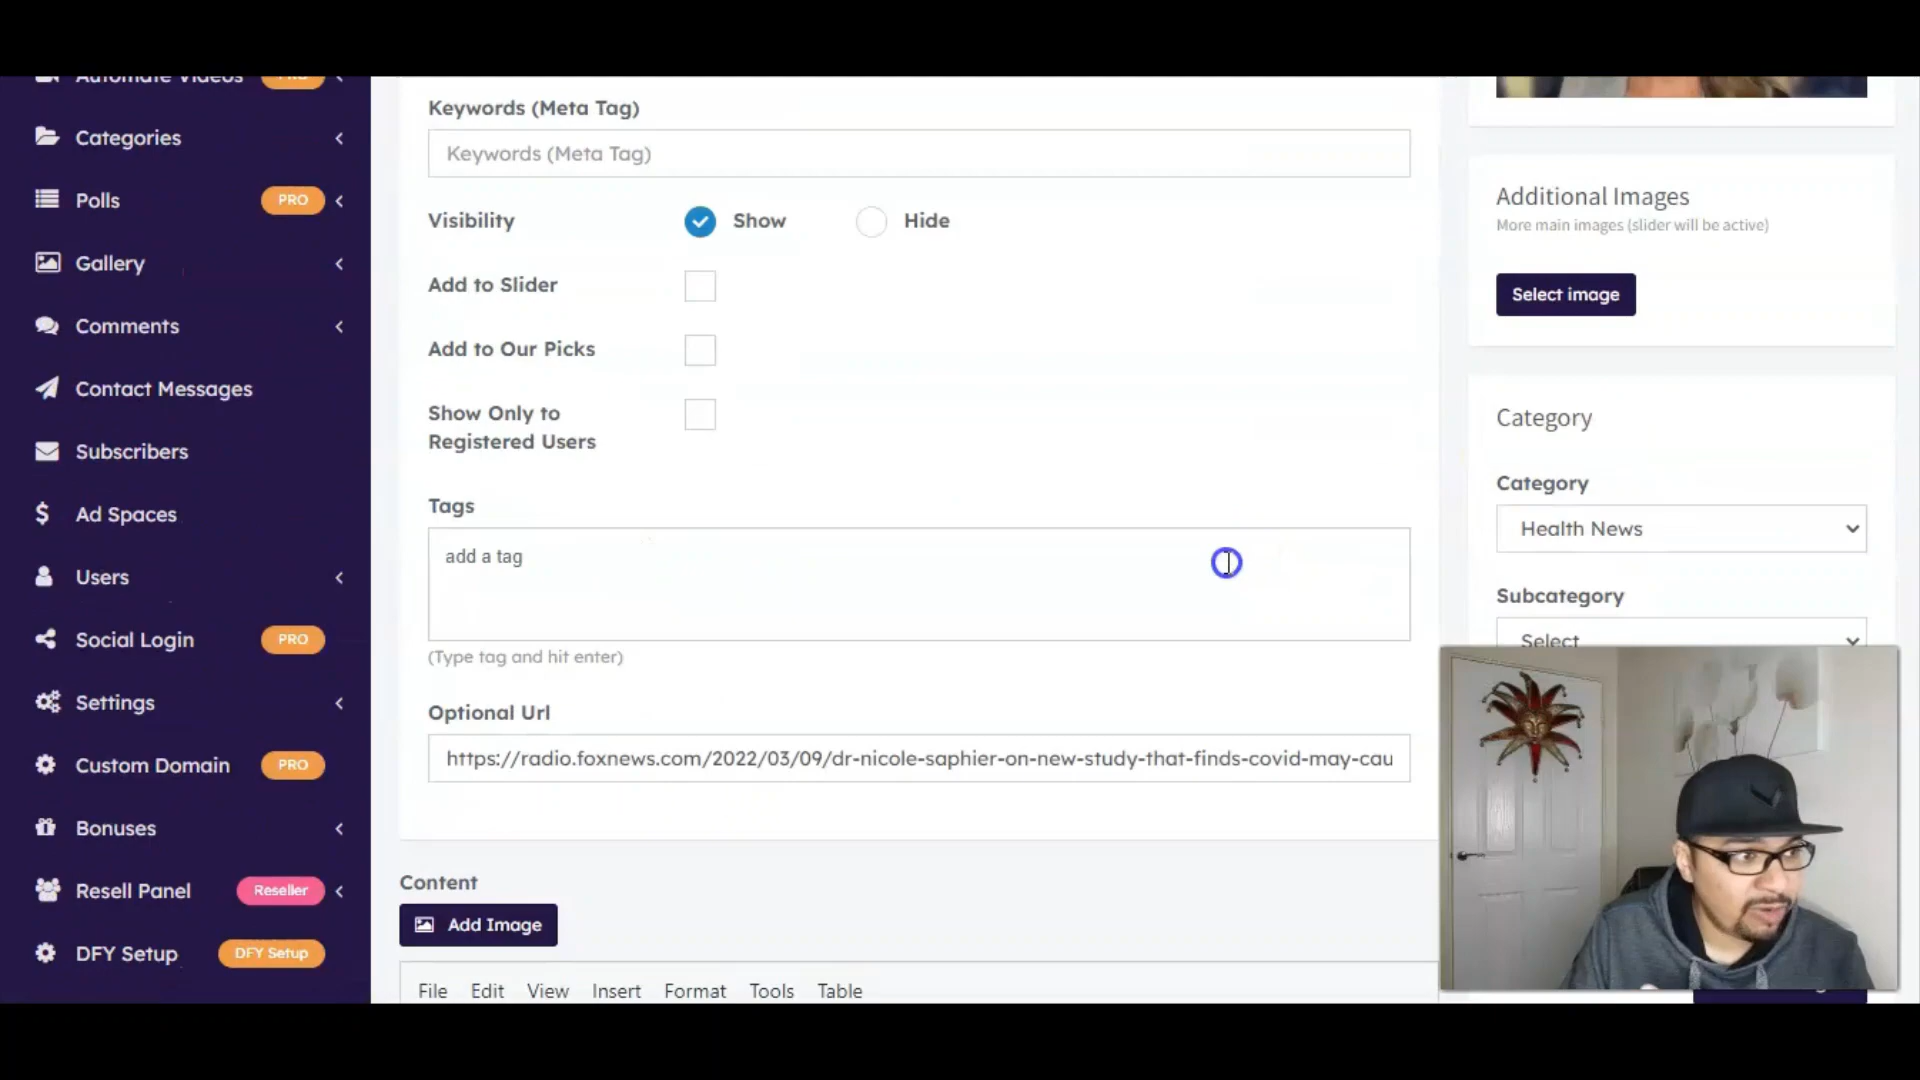 Automate Videos
PRO
Categories
Polls
PRO
Gallery
Comments
Contact Messages
Subscribers
Ad Spaces
Users
Social Login
PRO
Settings
Custom Domain
PRO
Bonuses
Resell Panel
Reseller
DFY Setup
DFY Setup
Keywords (Meta Tag)
Keywords (Meta Tag)
Visibility
Show
Hide
Add to Slider
Add to Our Picks
Show Only to
Registered Users
Tags
add a tag
(Type tag and hit enter)
Optional Url
https://radio.foxnews.com/2022/03/09/dr-nicole-saphier-on-new-study-that-finds-covid-may-cau
Content
Add Image
File Edit View Insert Format Tools Table
Additional Images
More main images (slider will be active)
Select image
Category
Category
Health News
Subcategory
Select